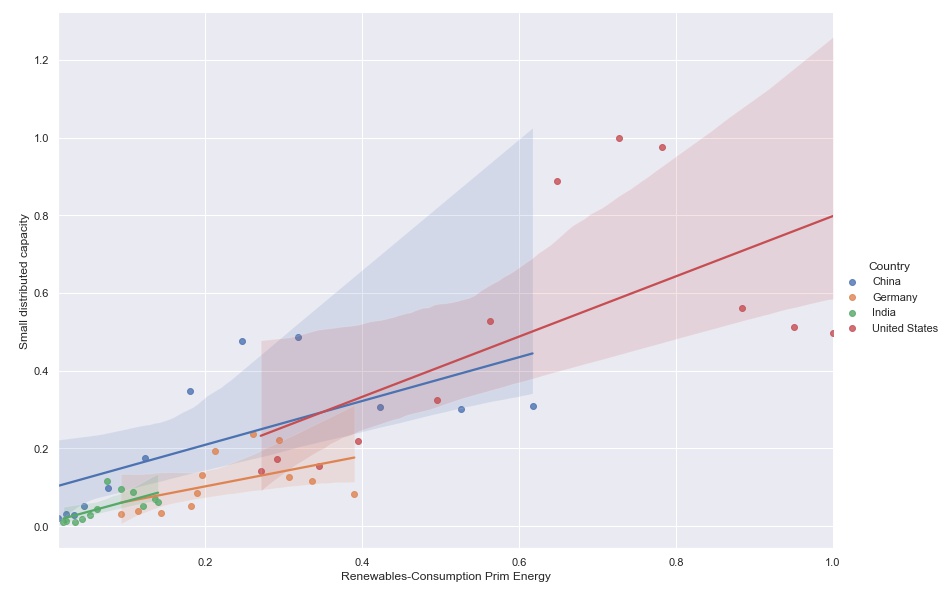 1.2
1.0
0.8
0.6
0.4
0.2
0.0
Small distributed capacity
0.2 0.4 0.6 0.8 1.0
Renewables-Consumption Prim Energy
Country
China
Germany
India
United States